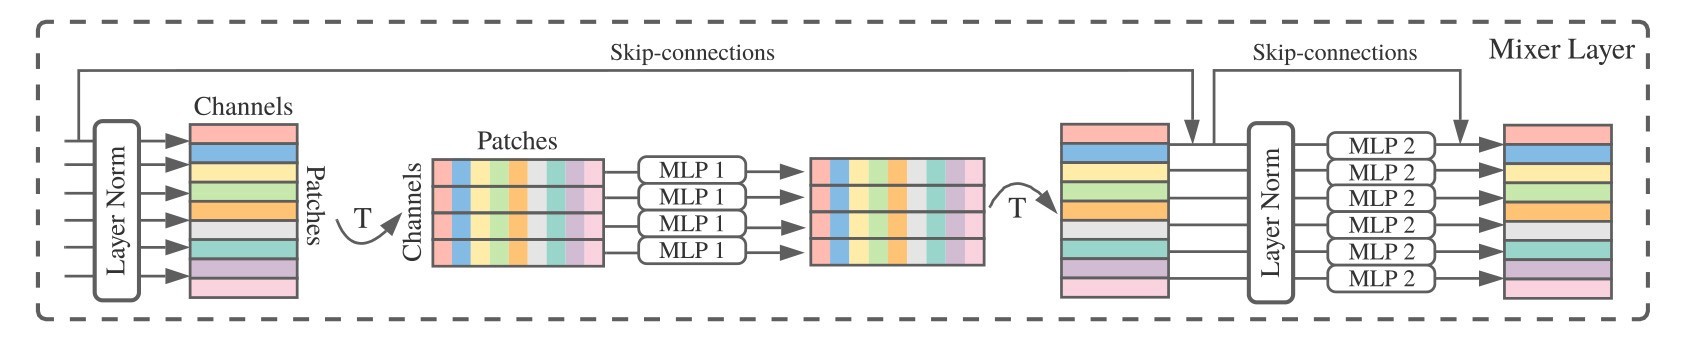 Skip-connections
Skip-connections
Mixer Layer
Layer Norm
Channels
Patches
T
Patches
Channels
MLP 1
MLP 1
MLP 1
MLP 1
T
Layer Norm
MLP 2
MLP 2
MLP 2
MLP 2
MLP 2
MLP 2